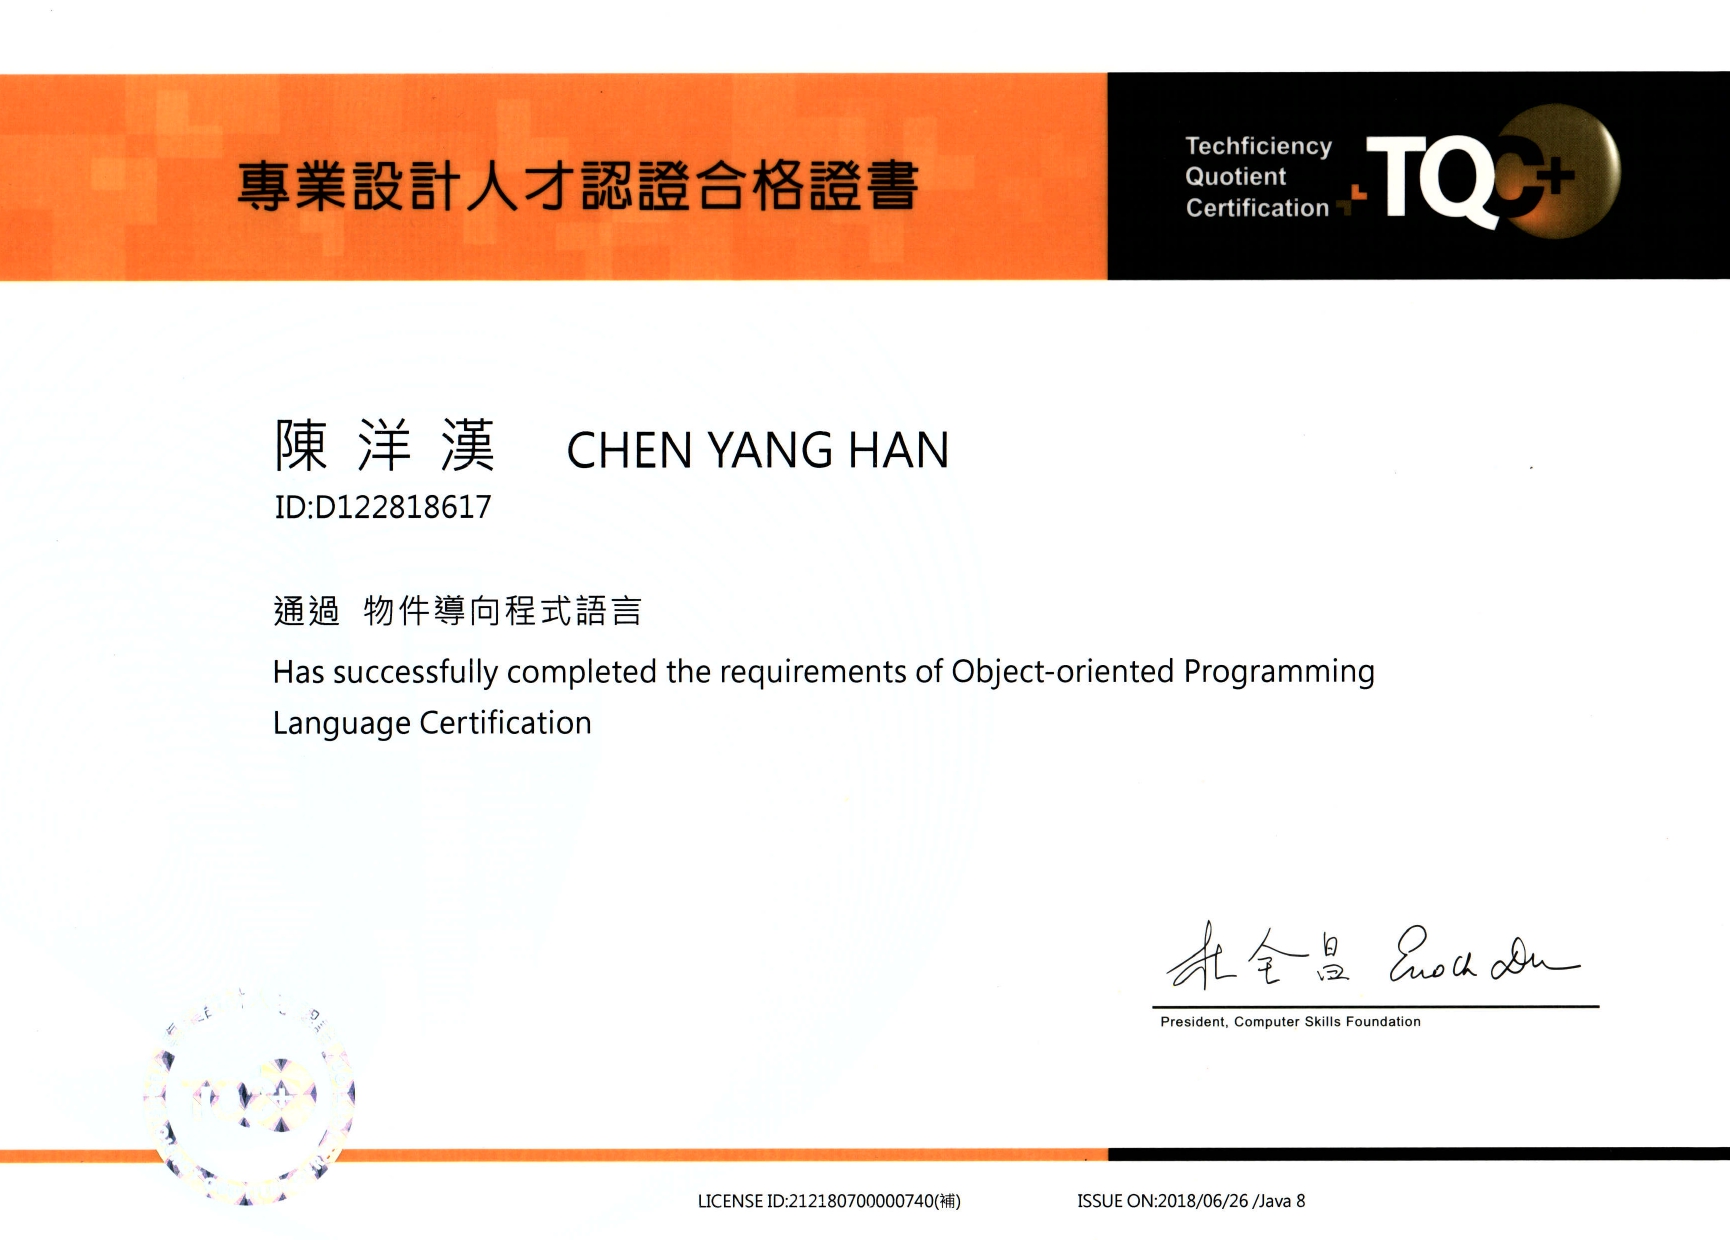 專業設計人才認證合格證書
Techficiency
Quotient
Certification
TQC+
陳洋漢 CHEN YANG HAN
ID:D122818617
通過 物件導向程式語言
Has successfully completed the requirements of Object-oriented Programming
Language Certification
杜全昌 Enoch Du
President, Computer Skills Foundation
LICENSE ID:212180700000740(補)
ISSUE ON:2018/06/26 /Java 8